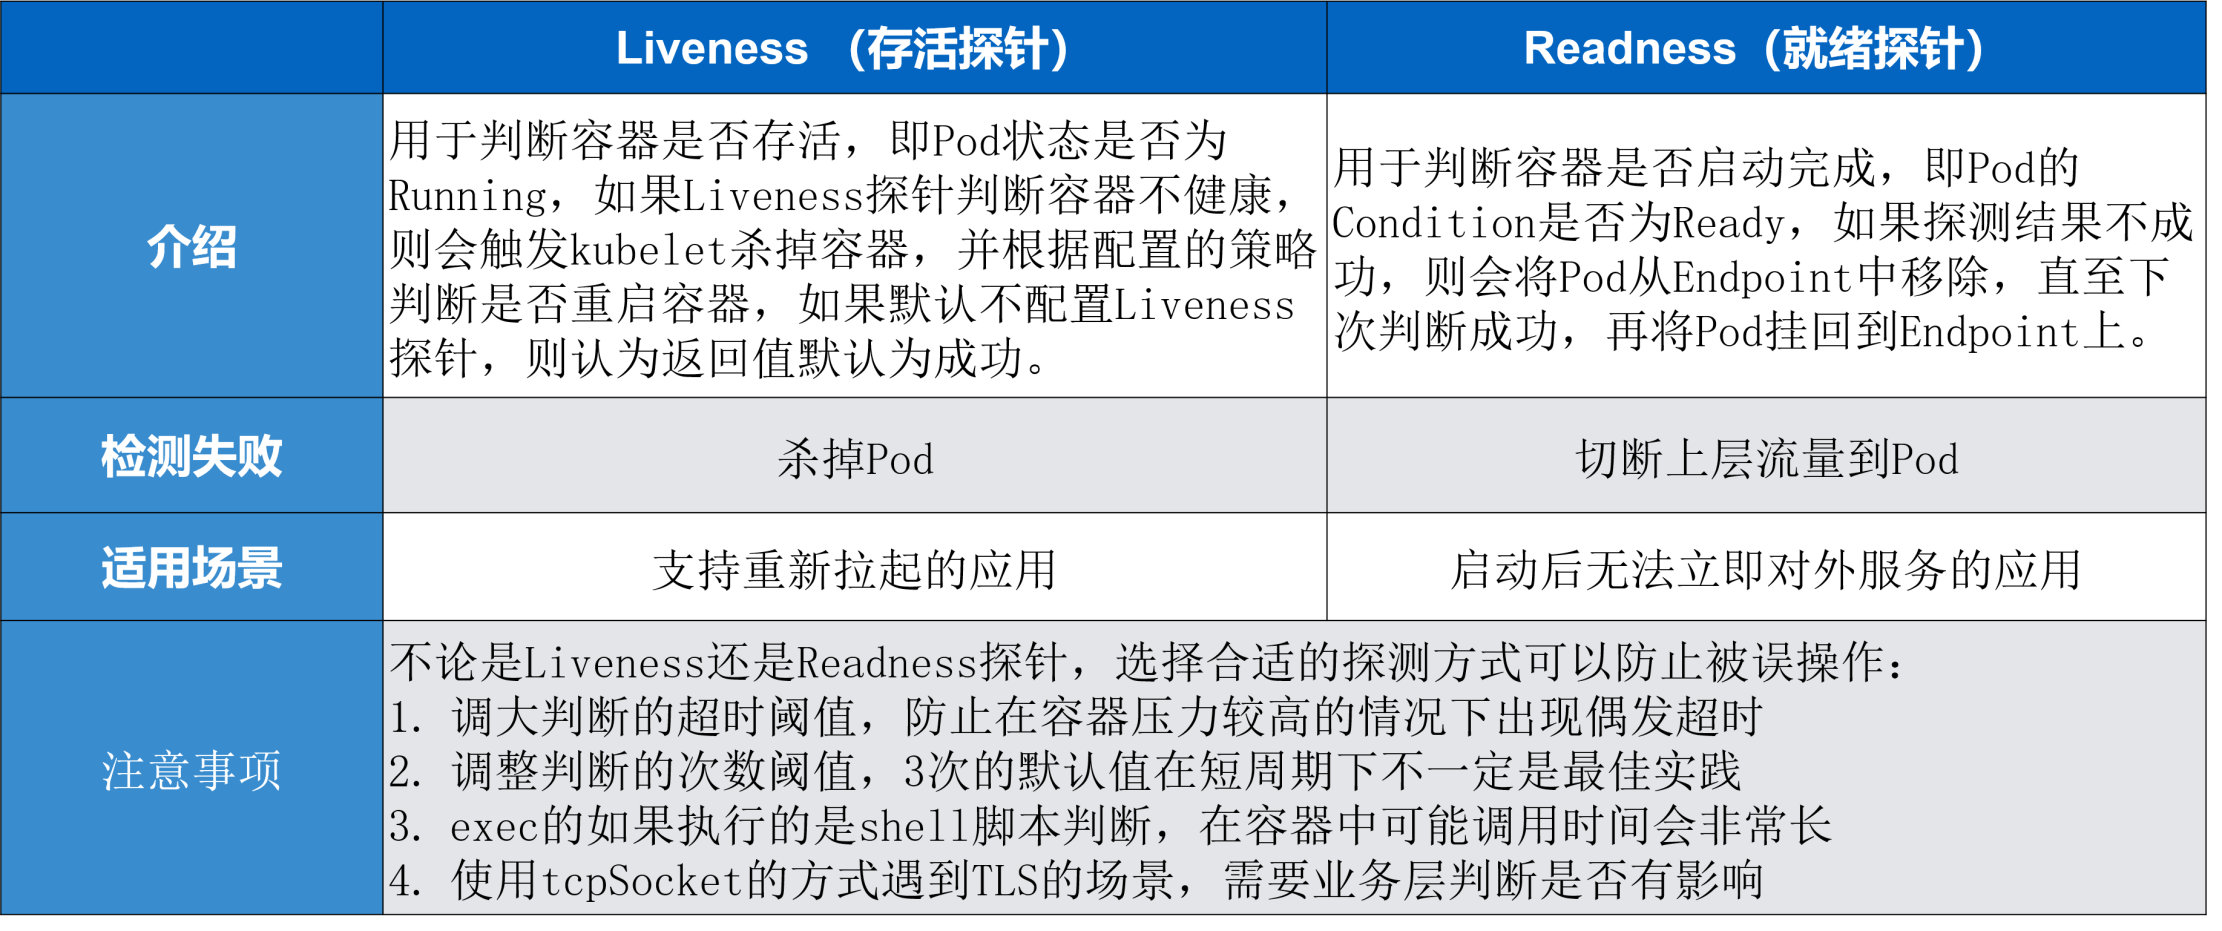 Liveness （存活探针）
Readness（就绪探针）
介绍
用于判断容器是否存活，即Pod状态是否为
Running，如果Liveness探针判断容器不健康，
则会触发kubelet杀掉容器，并根据配置的策略
判断是否重启容器，如果默认不配置Liveness
探针，则认为返回值默认为成功。
用于判断容器是否启动完成，即Pod的
Condition是否为Ready，如果探测结果不成
功，则会将Pod从Endpoint中移除，直至下
次判断成功，再将Pod挂回到Endpoint上。
检测失败
杀掉Pod
切断上层流量到Pod
适用场景
支持重新拉起的应用
启动后无法立即对外服务的应用
注意事项
不论是Liveness还是Readness探针，选择合适的探测方式可以防止被误操作：
1. 调大判断的超时阈值，防止在容器压力较高的情况下出现偶发超时
2. 调整判断的次数阈值，3次的默认值在短周期下不一定是最佳实践
3. exec的如果执行的是shell脚本判断，在容器中可能调用时间会非常长
4. 使用tcpSocket的方式遇到TLS的场景，需要业务层判断是否有影响